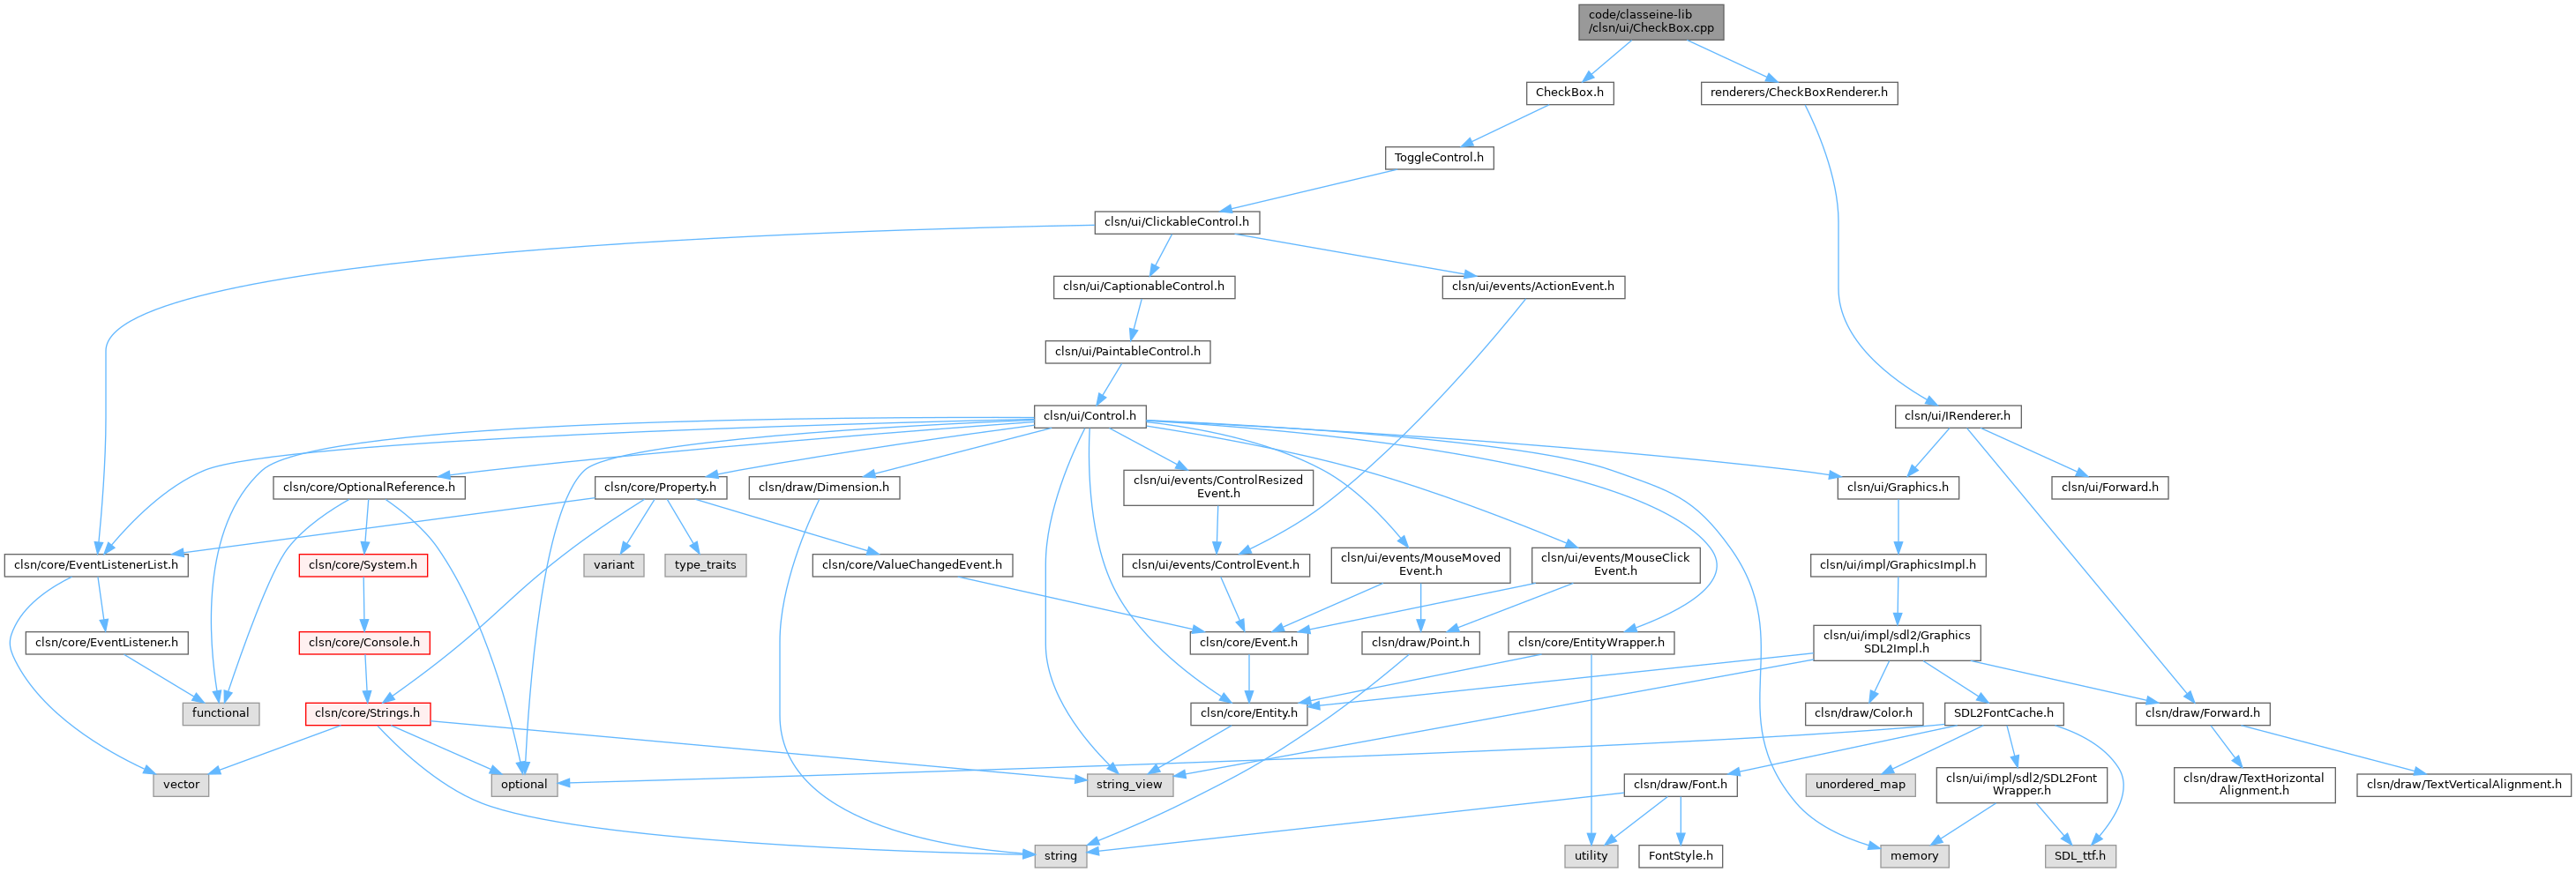 code/classeine-lib
/clsn/ui/CheckBox.cpp
CheckBox.h
renderers/CheckBoxRenderer.h
ToggleControl.h
clsn/ui/ClickableControl.h
clsn/ui/CaptionableControl.h
clsn/ui/events/ActionEvent.h
clsn/ui/PaintableControl.h
clsn/ui/Control.h
clsn/ui/IRenderer.h
clsn/core/OptionalReference.h
clsn/core/Property.h
clsn/draw/Dimension.h
clsn/ui/events/ControlResized
Event.h
clsn/ui/Graphics.h
clsn/ui/Forward.h
clsn/core/EventListenerList.h
clsn/core/System.h
variant
type_traits
clsn/core/ValueChangedEvent.h
clsn/ui/events/ControlEvent.h
clsn/ui/events/MouseMoved
Event.h
clsn/ui/events/MouseClick
Event.h
clsn/ui/impl/GraphicsImpl.h
clsn/core/EventListener.h
clsn/core/Console.h
clsn/core/Event.h
clsn/draw/Point.h
clsn/core/EntityWrapper.h
clsn/ui/impl/sdl2/Graphics
SDL2Impl.h
functional
clsn/core/Strings.h
clsn/core/Entity.h
clsn/draw/Color.h
SDL2FontCache.h
clsn/draw/Forward.h
vector
optional
string_view
clsn/draw/Font.h
unordered_map
clsn/ui/impl/sdl2/SDL2Font
Wrapper.h
clsn/draw/TextHorizontal
Alignment.h
clsn/draw/TextVerticalAlignment.h
string
utility
FontStyle.h
memory
SDL_ttf.h